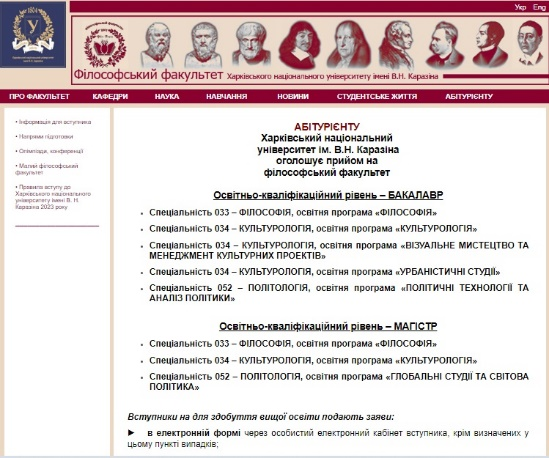 Укр Eng
1804
У
Філософський факультет Харківського національного університету імені В.Н. Каразіна
ПРО ФАКУЛЬТЕТ КАФЕДРИ НАУКА НАВЧАННЯ НОВИНИ СТУДЕНТСЬКЕ ЖИТТЯ АБІТУРІЄНТУ
• Інформація для вступника
• Напрями підготовки
• Олімпіади, конференції
• Малий філософський
факультет
• Правила вступу до
Харківського національного
університету імені В. Н.
Каразіна 2023 року
АБІТУРІЄНТУ
Харківський національний
університет ім. В.Н. Каразіна
оголошує прийом на
філософський факультет
Освітньо-кваліфікаційний рівень – БАКАЛАВР
• Спеціальність 033 – ФІЛОСОФІЯ, освітня програма «ФІЛОСОФІЯ»
• Спеціальність 034 – КУЛЬТУРОЛОГІЯ, освітня програма «КУЛЬТУРОЛОГІЯ»
• Спеціальність 034 – КУЛЬТУРОЛОГІЯ, освітня програма «ВІЗУАЛЬНЕ МИСТЕЦТВО ТА
МЕНЕДЖМЕНТ КУЛЬТУРНИХ ПРОЕКТІВ»
• Спеціальність 034 – КУЛЬТУРОЛОГІЯ, освітня програма «УРБАНІСТИЧНІ СТУДІЇ»
• Спеціальність 052 – ПОЛІТОЛОГІЯ, освітня програма «ПОЛІТИЧНІ ТЕХНОЛОГІЇ ТА
АНАЛІЗ ПОЛІТИКИ»
Освітньо-кваліфікаційний рівень – МАГІСТР
• Спеціальність 033 – ФІЛОСОФІЯ, освітня програма «ФІЛОСОФІЯ»
• Спеціальність 034 – КУЛЬТУРОЛОГІЯ, освітня програма «КУЛЬТУРОЛОГІЯ»
• Спеціальність 052 – ПОЛІТОЛОГІЯ, освітня програма «ГЛОБАЛЬНІ СТУДІЇ ТА СВІТОВА
ПОЛІТИКА»
Вступники на для здобуття вищої освіти подають заяви:
► в електронній формі через особистий електронний кабінет вступника, крім визначених у
цьому пункті випадків;